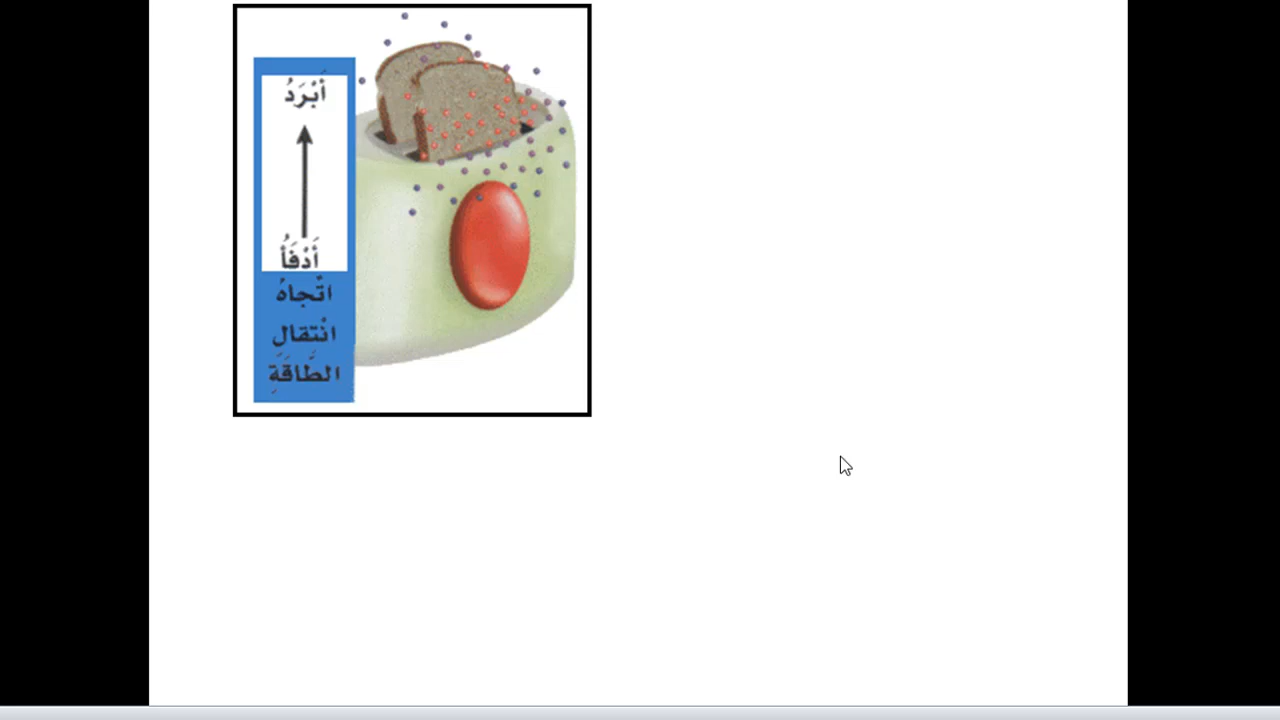 أَبْرَدُ
أَدْفَأُ
اتِّجاهُ
انْتِقالِ
الطَّاقَةِ